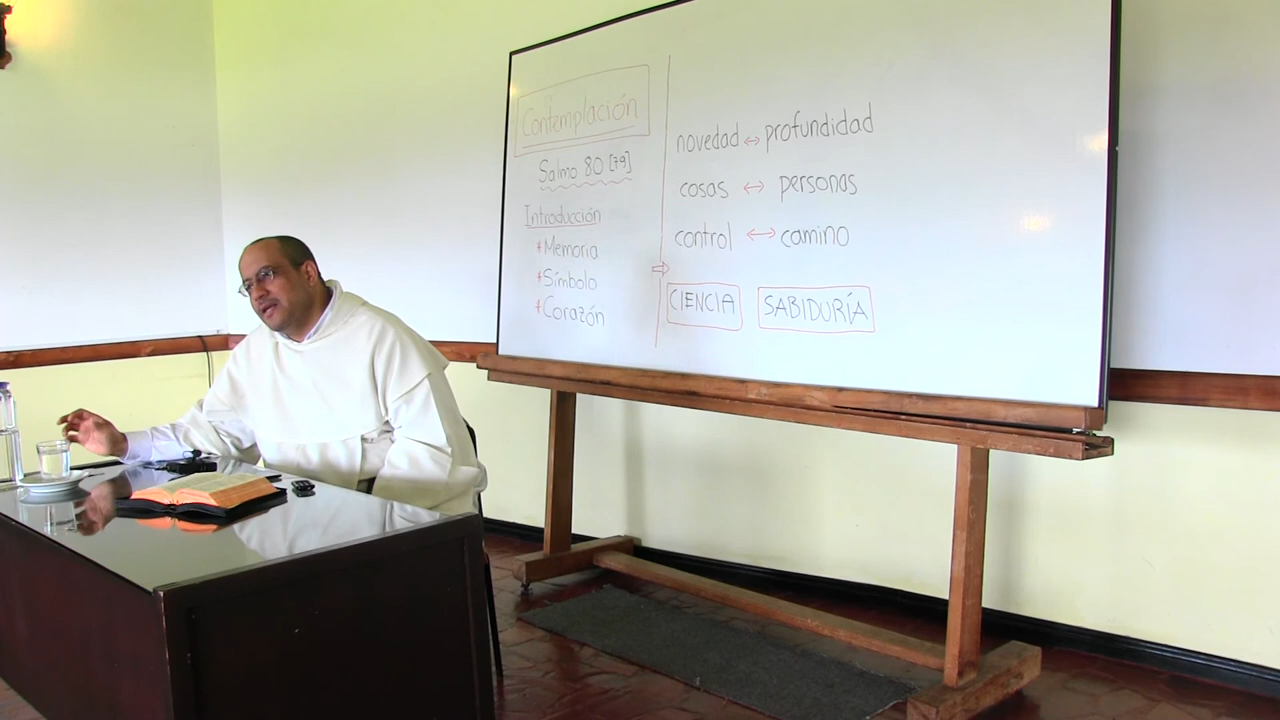 Contemplación
Salmo 80 [79]
Introducción
+Memoria
+Símbolo
+Corazón
novedad ↔ profundidad
cosas ↔ personas
control ↔ camino
⇨
CIENCIA SABIDURÍA